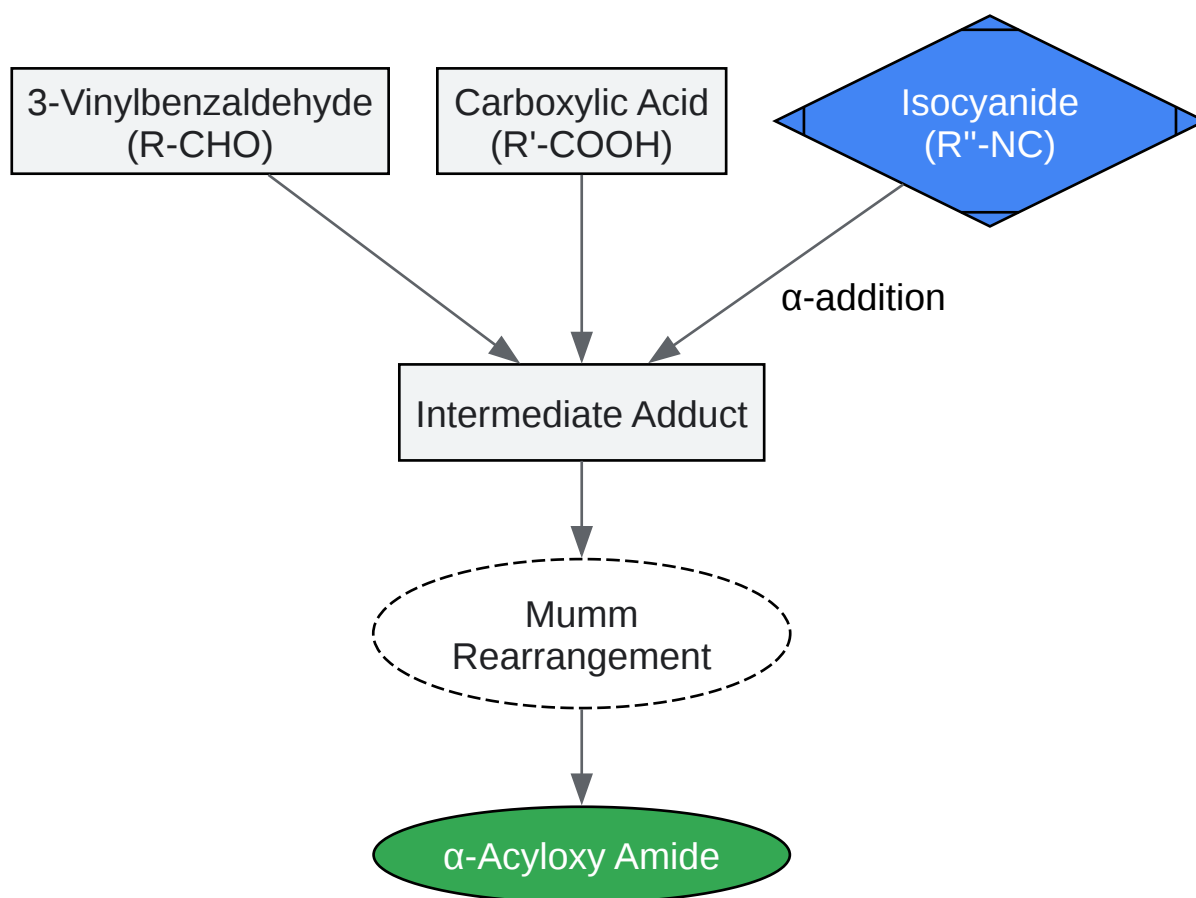 3-Vinylbenzaldehyde
(R-CHO)
Carboxylic Acid
(R'-COOH)
Isocyanide
(R''-NC)
α-addition
Intermediate Adduct
Mumm
Rearrangement
α-Acyloxy Amide